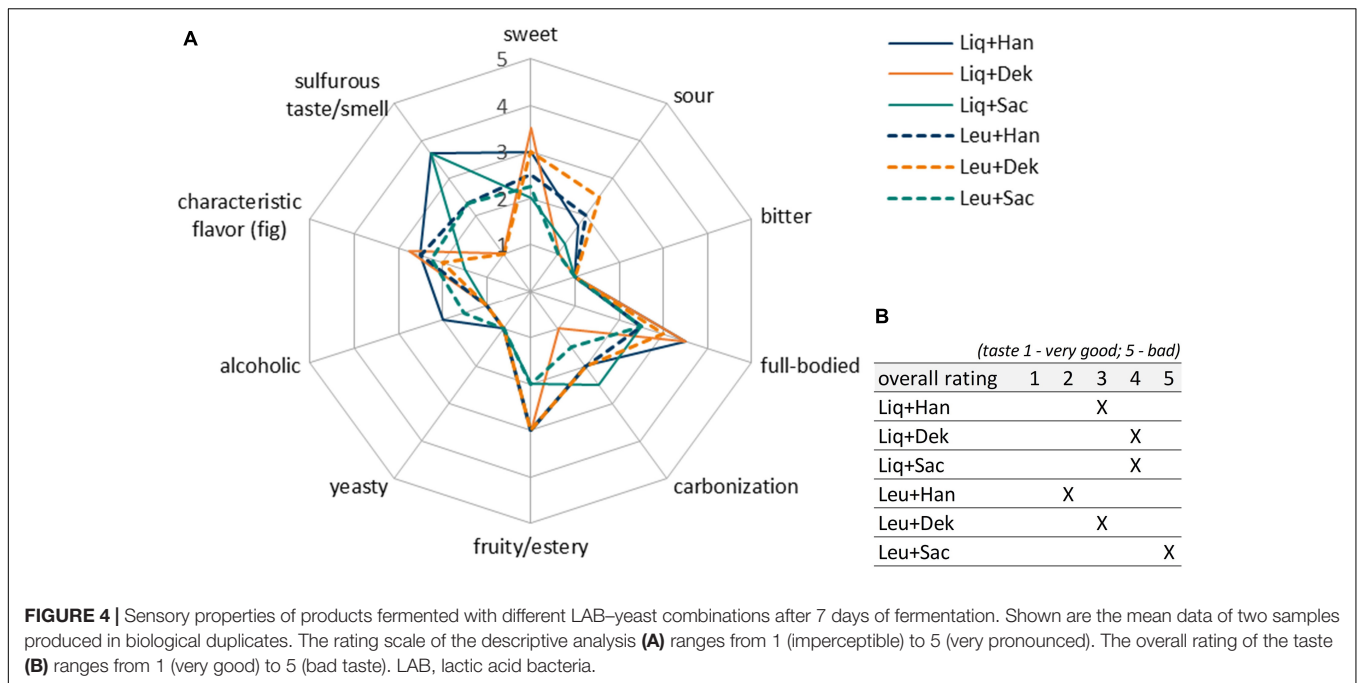 A
sweet
sour
bitter
full-bodied
carbonization
fruity/estery
yeasty
alcoholic
characteristic
flavor (fig)
sulfurous
taste/smell
5
4
3
2
1
Liq+Han
Liq+Dek
Liq+Sac
Leu+Han
Leu+Dek
Leu+Sac
B
(taste 1 - very good; 5 - bad)
overall rating 1 2 3 4 5
Liq+Han X
Liq+Dek X
Liq+Sac X
Leu+Han X
Leu+Dek X
Leu+Sac X
FIGURE 4 | Sensory properties of products fermented with different LAB–yeast combinations after 7 days of fermentation. Shown are the mean data of two samples
produced in biological duplicates. The rating scale of the descriptive analysis (A) ranges from 1 (imperceptible) to 5 (very pronounced). The overall rating of the taste
(B) ranges from 1 (very good) to 5 (bad taste). LAB, lactic acid bacteria.